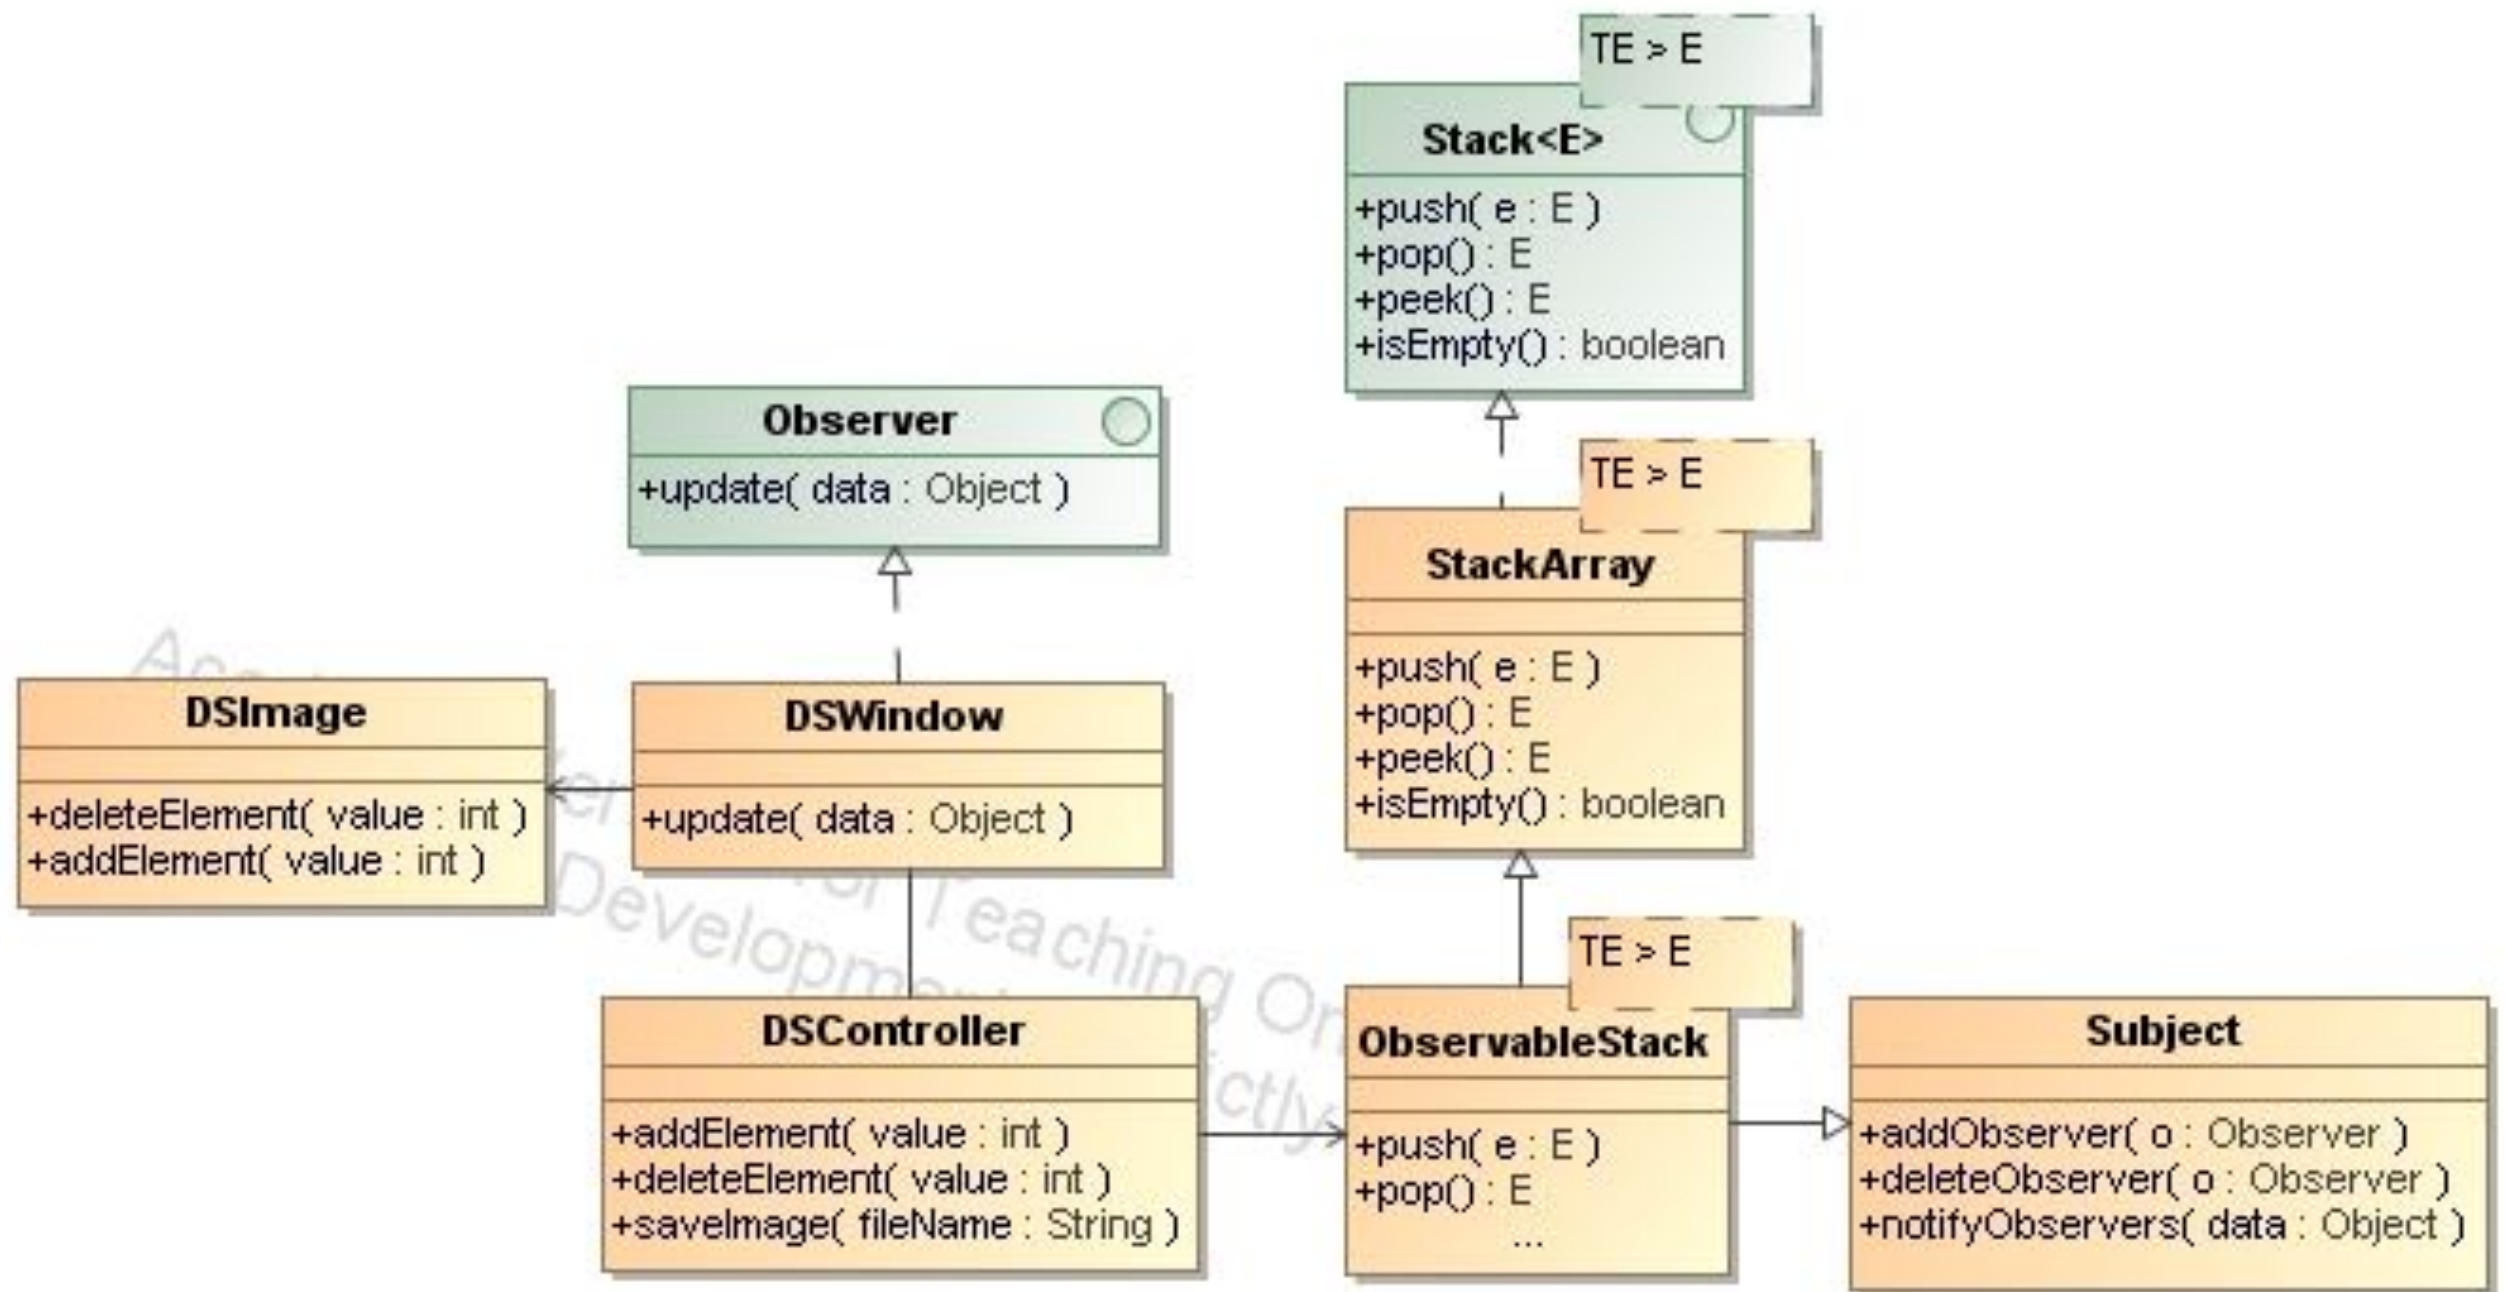 TE > E
Stack<E>
+push( e : E )
+pop() : E
+peek() : E
+isEmpty() : boolean
Observer
+update( data : Object )
TE > E
StackArray
+push( e : E )
+pop() : E
+peek() : E
+isEmpty() : boolean
DSImage
+deleteElement( value : int )
+addElement( value : int )
DSWindow
+update( data : Object )
Teaching
DSController
+addElement( value : int )
+deleteElement( value : int )
+saveImage( fileName : String )
TE > E
ObservableStack
+push( e : E )
+pop() : E
...
Subject
+addObserver( o : Observer )
+deleteObserver( o : Observer )
+notifyObservers( data : Object )